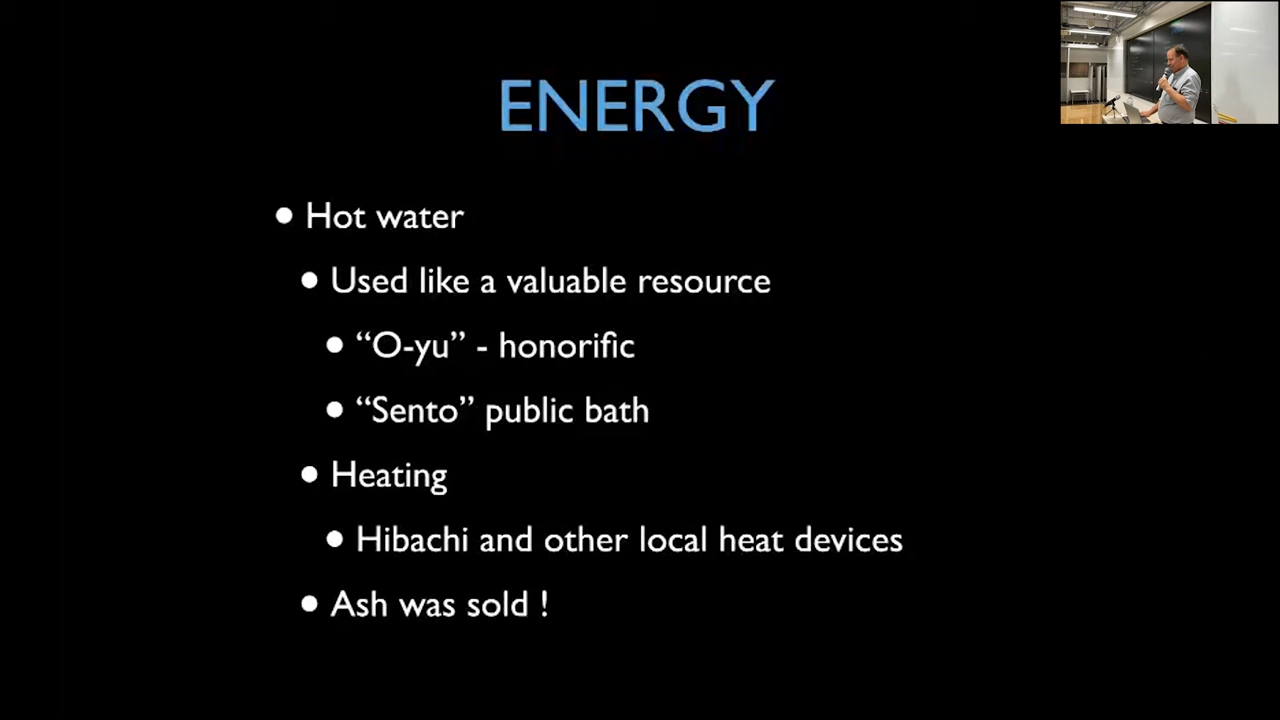 ENERGY
• Hot water
• Used like a valuable resource
• “O-yu” - honorific
• “Sento” public bath
• Heating
• Hibachi and other local heat devices
• Ash was sold !